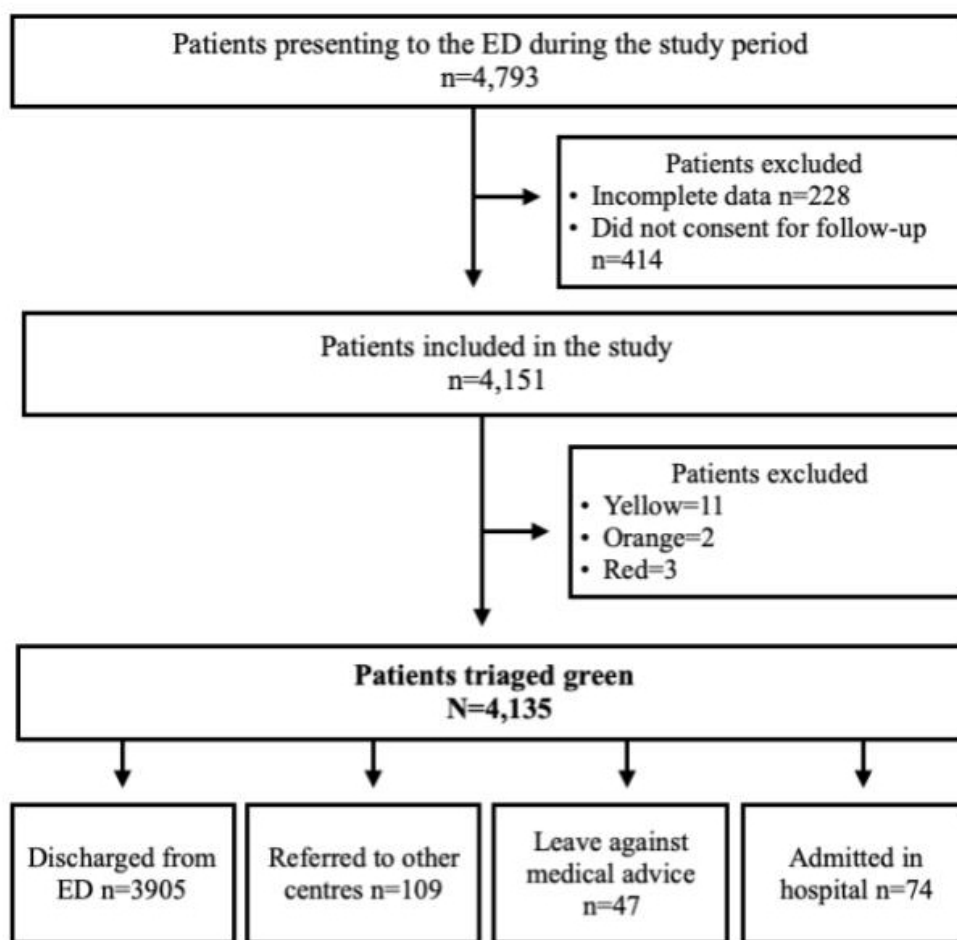 Patients presenting to the ED during the study period
n=4,793
Patients excluded
• Incomplete data n=228
• Did not consent for follow-up
n=414
Patients included in the study
n=4,151
Patients excluded
• Yellow=11
• Orange=2
• Red=3
Patients triaged green
N=4,135
Discharged from
ED n=3905
Referred to other
centres n=109
Leave against
medical advice
n=47
Admitted in
hospital n=74